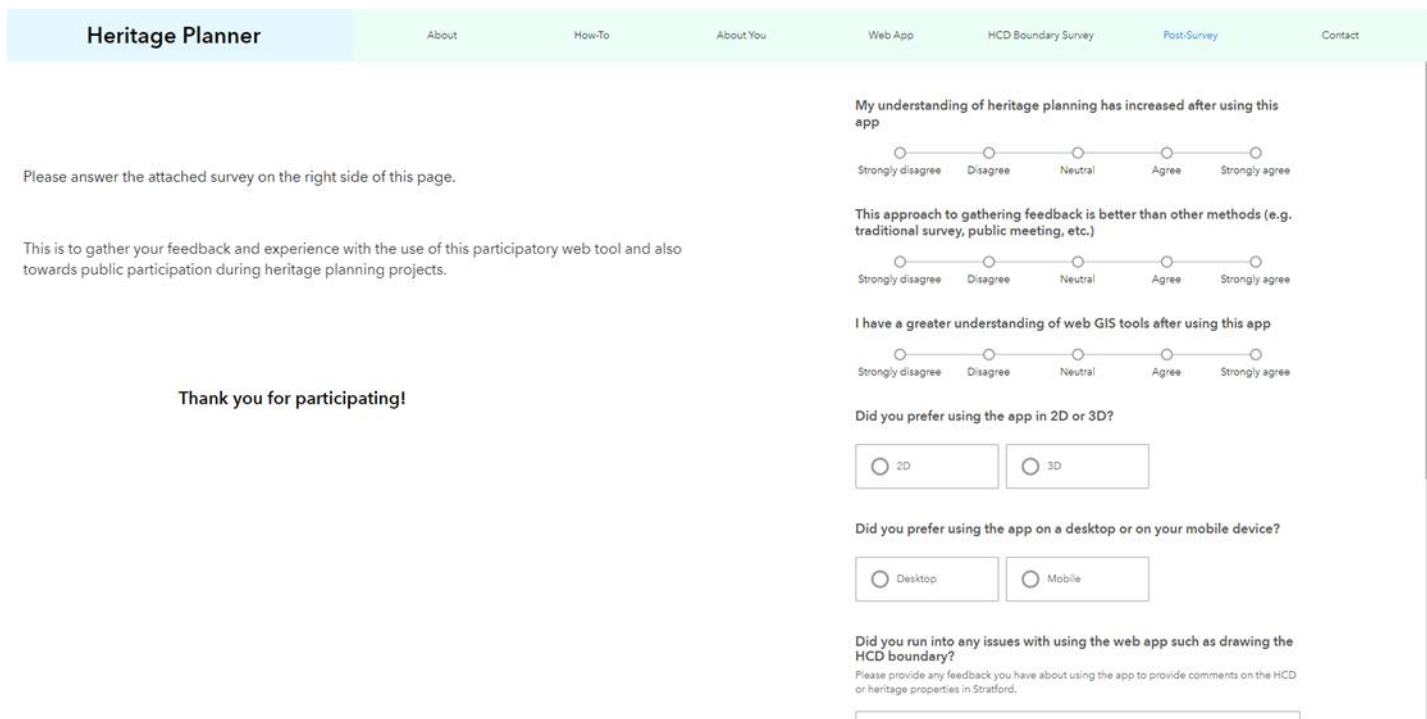 Heritage Planner
About
How-To
About You
Web App
HCD Boundary Survey
Post-Survey
Contact
Please answer the attached survey on the right side of this page.
This is to gather your feedback and experience with the use of this participatory web tool and also
towards public participation during heritage planning projects.
Thank you for participating!
My understanding of heritage planning has increased after using this
app
Strongly disagree Disagree Neutral Agree Strongly agree
This approach to gathering feedback is better than other methods (e.g.
traditional survey, public meeting, etc.)
Strongly disagree Disagree Neutral Agree Strongly agree
I have a greater understanding of web GIS tools after using this app
Strongly disagree Disagree Neutral Agree Strongly agree
Did you prefer using the app in 2D or 3D?
2D 3D
Did you prefer using the app on a desktop or on your mobile device?
Desktop Mobile
Did you run into any issues with using the web app such as drawing the
HCD boundary?
Please provide any feedback you have about using the app to provide comments on the HCD
or heritage properties in Stratford.